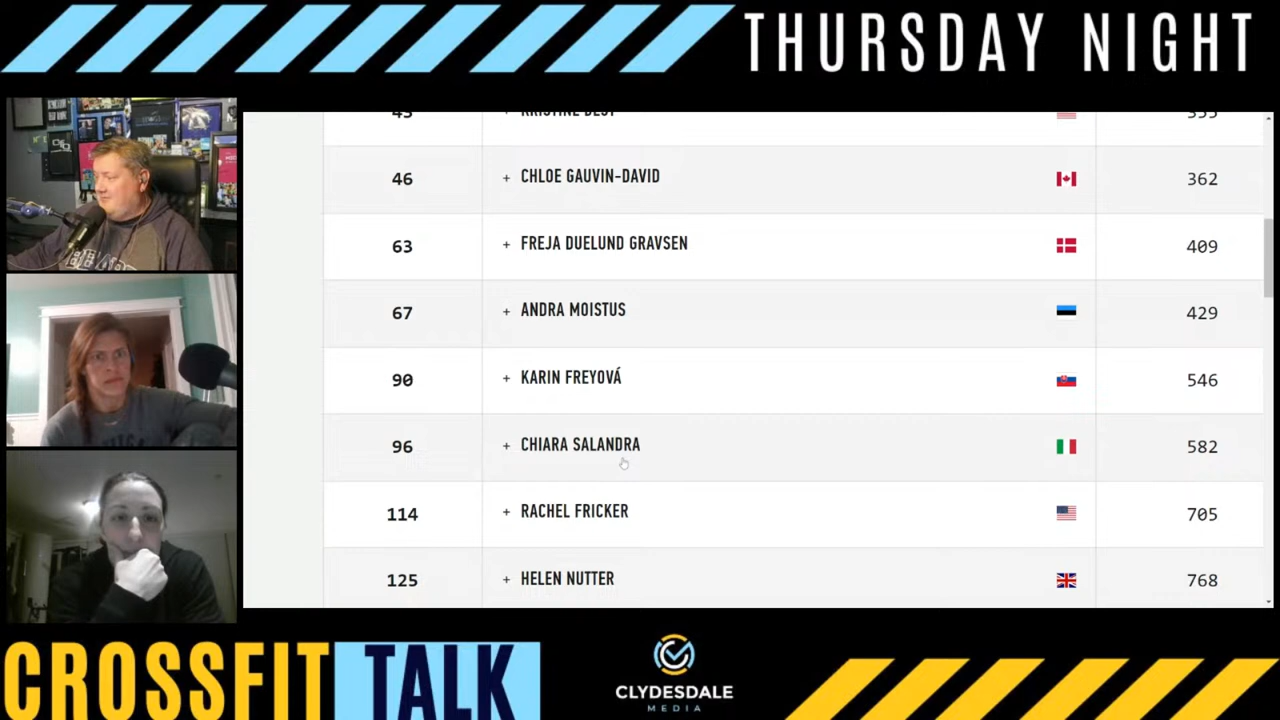 THURSDAY NIGHT
46 + CHLOE GAUVIN-DAVID 362
63 + FREJA DUELUND GRAVSEN 409
67 + ANDRA MOISTUS 429
90 + KARIN FREYOVÁ 546
96 + CHIARA SALANDRA 582
114 + RACHEL FRICKER 705
125 + HELEN NUTTER 768
CROSSFIT TALK
CLYDESDALE
MEDIA